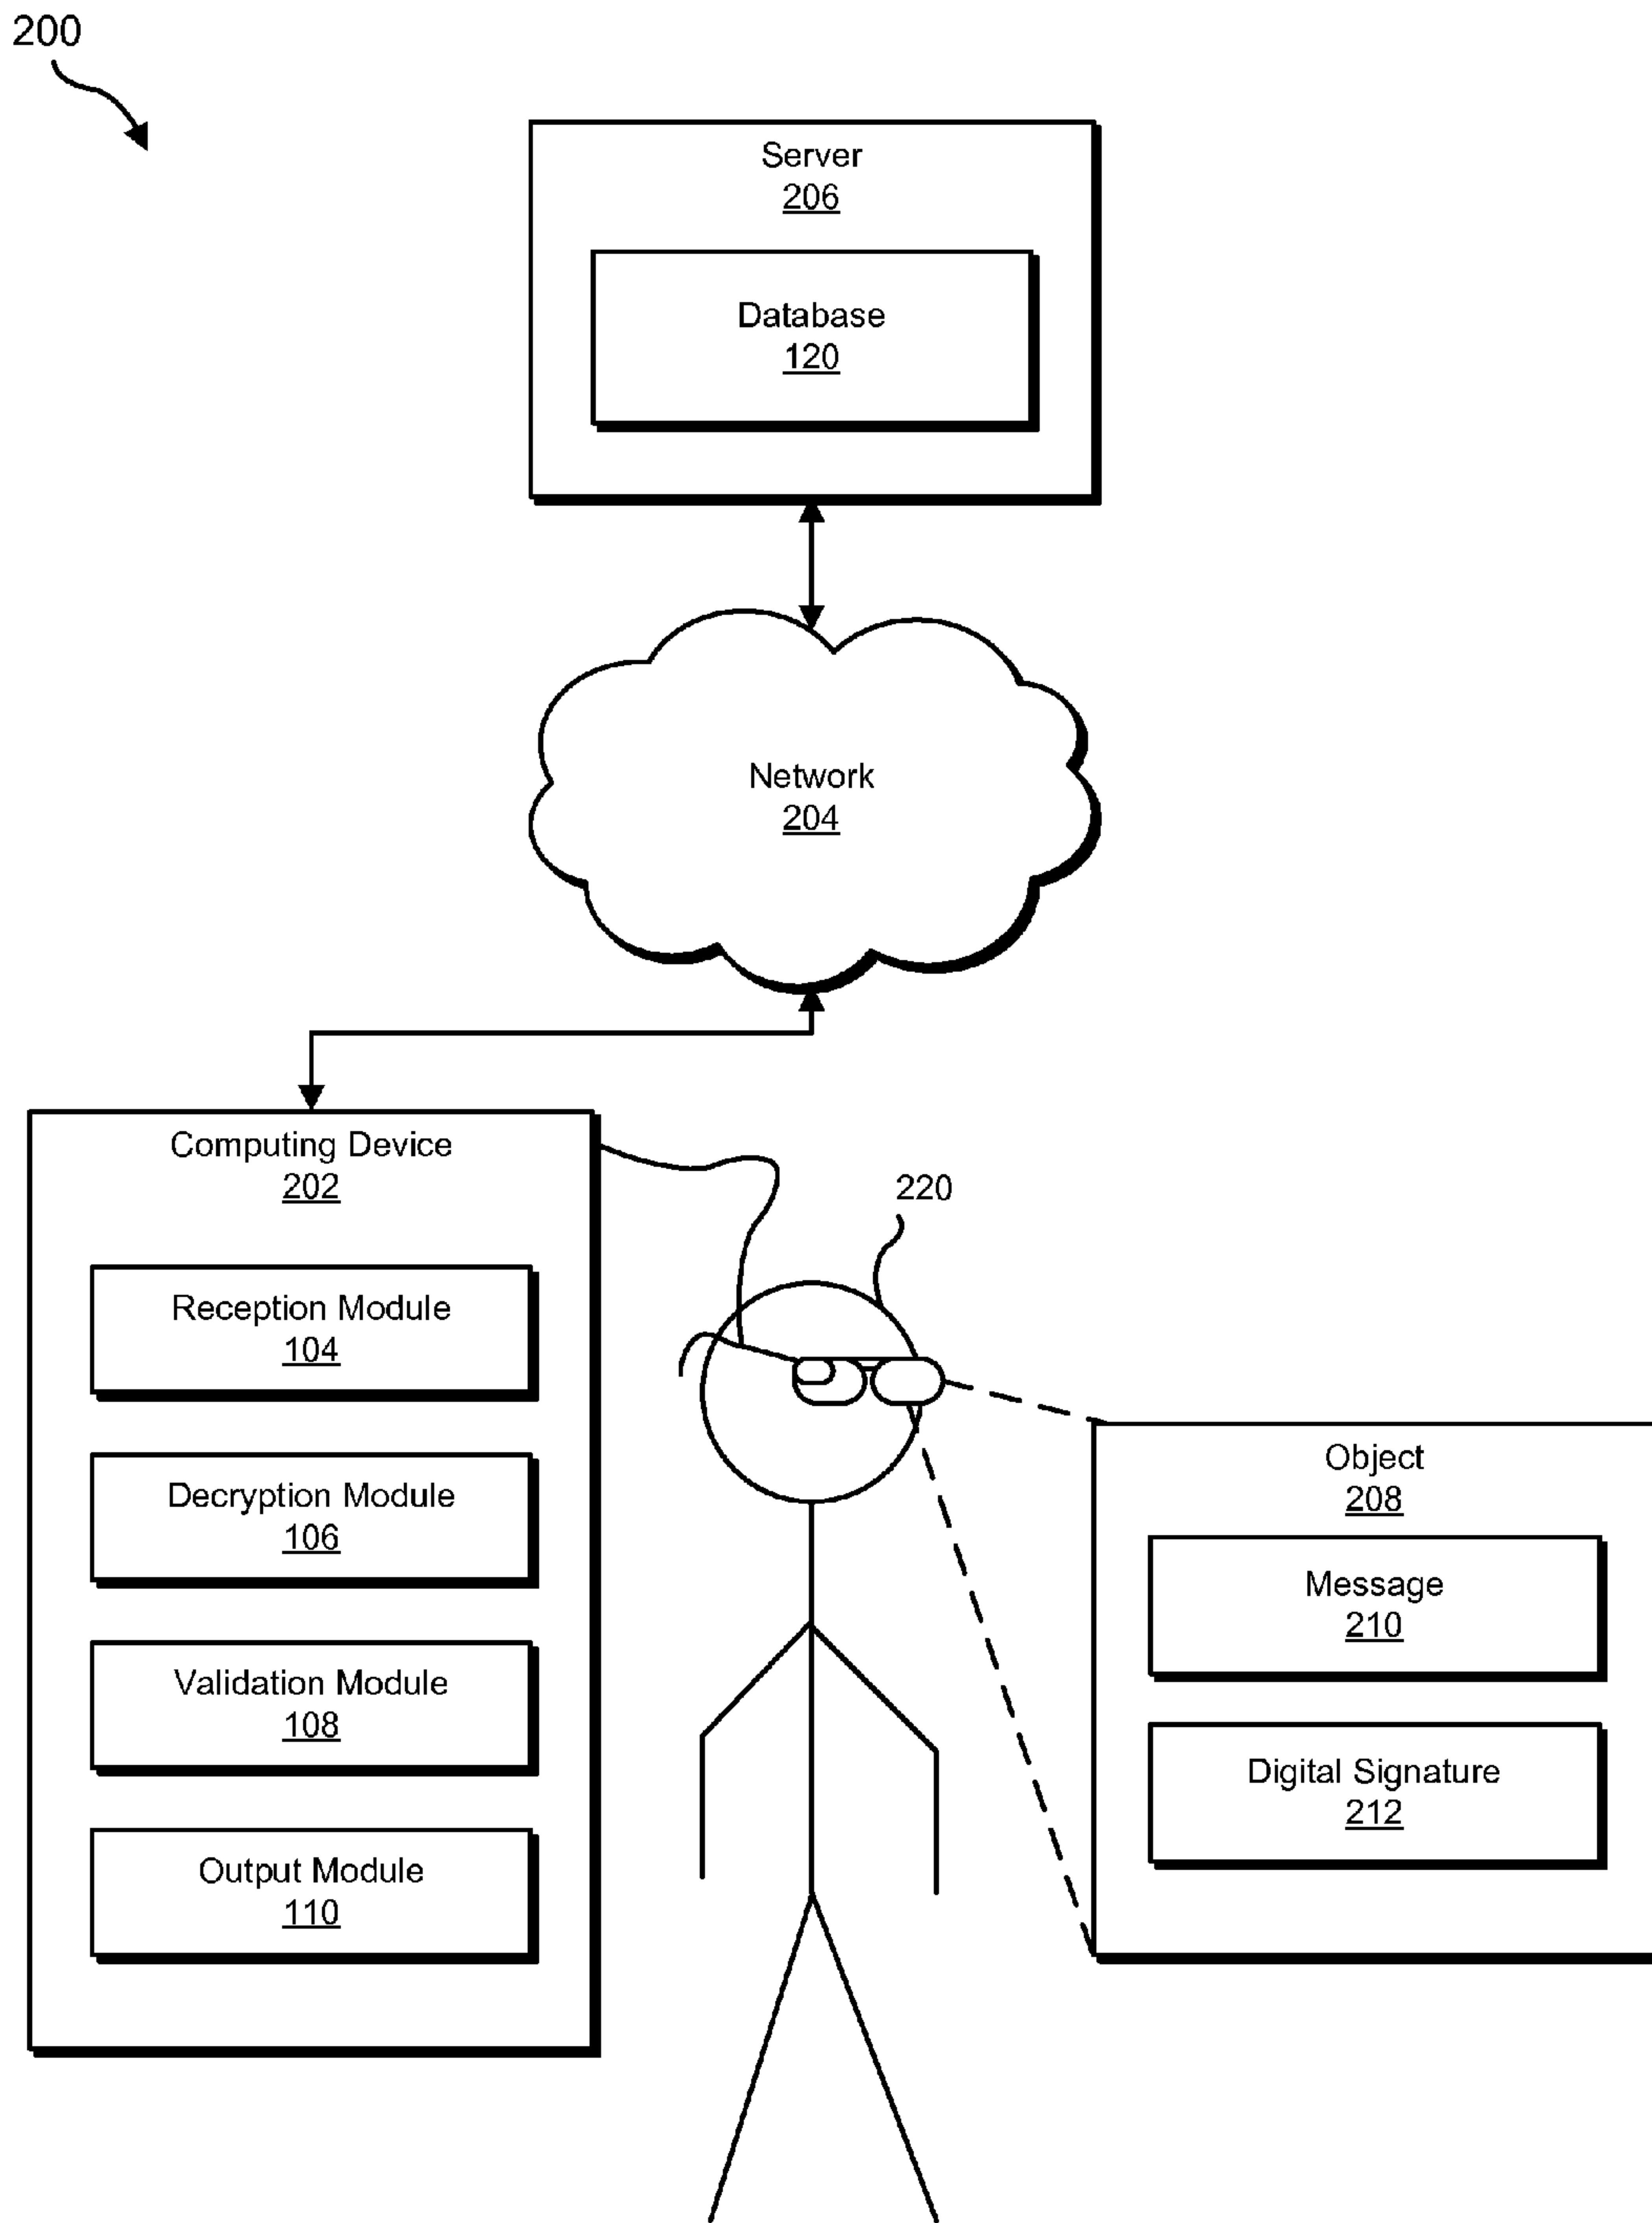 200
Server
206
Database
120
Network
204
Computing Device
202
Reception Module
104
Decryption Module
106
Validation Module
108
Output Module
110
220
Object
208
Message
210
Digital Signature
212